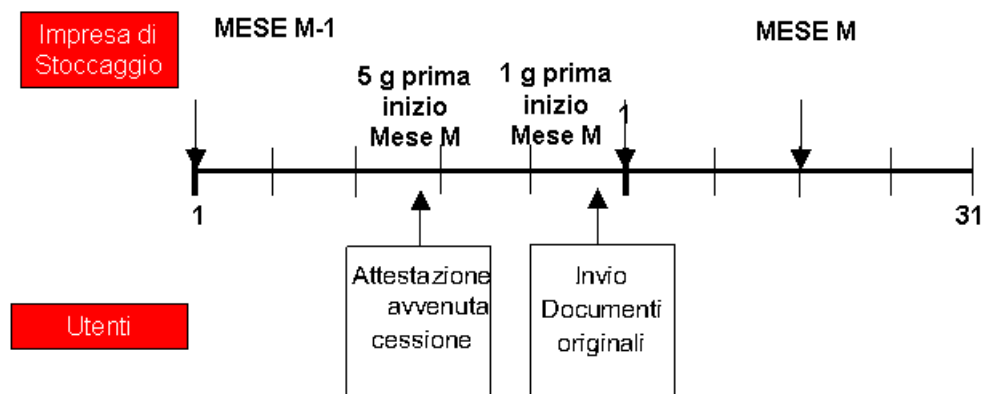 Impresa di
Stoccaggio
MESE M-1
MESE M
5 g prima
inizio
Mese M
1 g prima
inizio
Mese M
1
1
31
Attestazione
avvenuta
cessione
Invio
Documenti
originali
Utenti